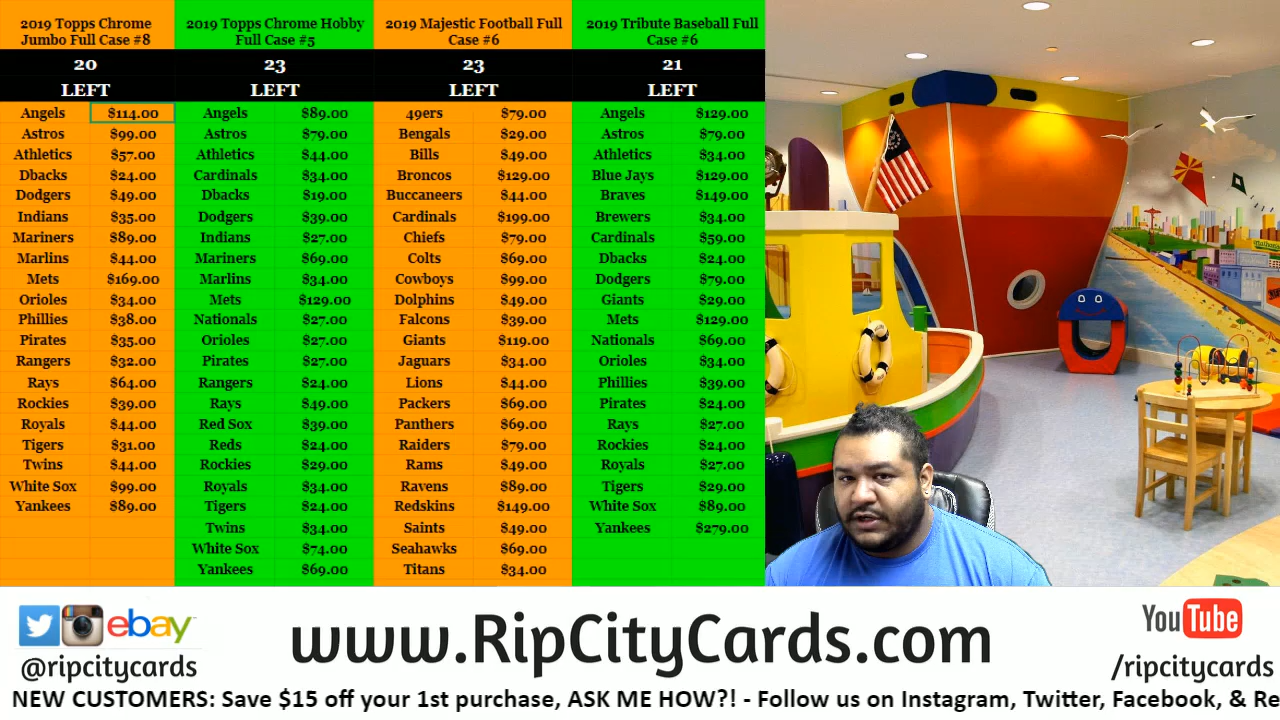 2019 Topps Chrome Jumbo Full Case #8
20
LEFT
Angels $114.00
Astros $99.00
Athletics $57.00
Dbacks $24.00
Dodgers $49.00
Indians $35.00
Mariners $89.00
Marlins $44.00
Mets $169.00
Orioles $34.00
Phillies $38.00
Pirates $35.00
Rangers $32.00
Rays $64.00
Rockies $39.00
Royals $44.00
Tigers $31.00
Twins $44.00
White Sox $99.00
Yankees $89.00
2019 Topps Chrome Hobby Full Case #5
23
LEFT
Angels $89.00
Astros $79.00
Athletics $44.00
Cardinals $34.00
Dbacks $19.00
Dodgers $39.00
Indians $27.00
Mariners $69.00
Marlins $34.00
Mets $129.00
Nationals $27.00
Orioles $27.00
Pirates $27.00
Rangers $24.00
Rays $49.00
Red Sox $39.00
Reds $24.00
Rockies $29.00
Royals $34.00
Tigers $24.00
Twins $34.00
White Sox $74.00
Yankees $69.00
2019 Majestic Football Full Case #6
23
LEFT
49ers $79.00
Bengals $29.00
Bills $49.00
Broncos $129.00
Buccaneers $44.00
Cardinals $199.00
Chiefs $79.00
Colts $69.00
Cowboys $99.00
Dolphins $49.00
Falcons $39.00
Giants $119.00
Jaguars $34.00
Lions $44.00
Packers $69.00
Panthers $69.00
Raiders $79.00
Rams $49.00
Ravens $89.00
Redskins $149.00
Saints $49.00
Seahawks $69.00
Titans $34.00
2019 Tribute Baseball Full Case #6
21
LEFT
Angels $129.00
Astros $79.00
Athletics $34.00
Blue Jays $129.00
Braves $149.00
Brewers $34.00
Cardinals $59.00
Dbacks $24.00
Dodgers $79.00
Giants $29.00
Mets $129.00
Nationals $69.00
Orioles $34.00
Phillies $39.00
Pirates $24.00
Rays $27.00
Rockies $24.00
Royals $27.00
Tigers $29.00
White Sox $89.00
Yankees $279.00
ebay
@ripcitycards
www.RipCityCards.com
YouTube
/ripcitycards
NEW CUSTOMERS: Save $15 off your 1st purchase, ASK ME HOW?! - Follow us on Instagram, Twitter, Facebook, & Re